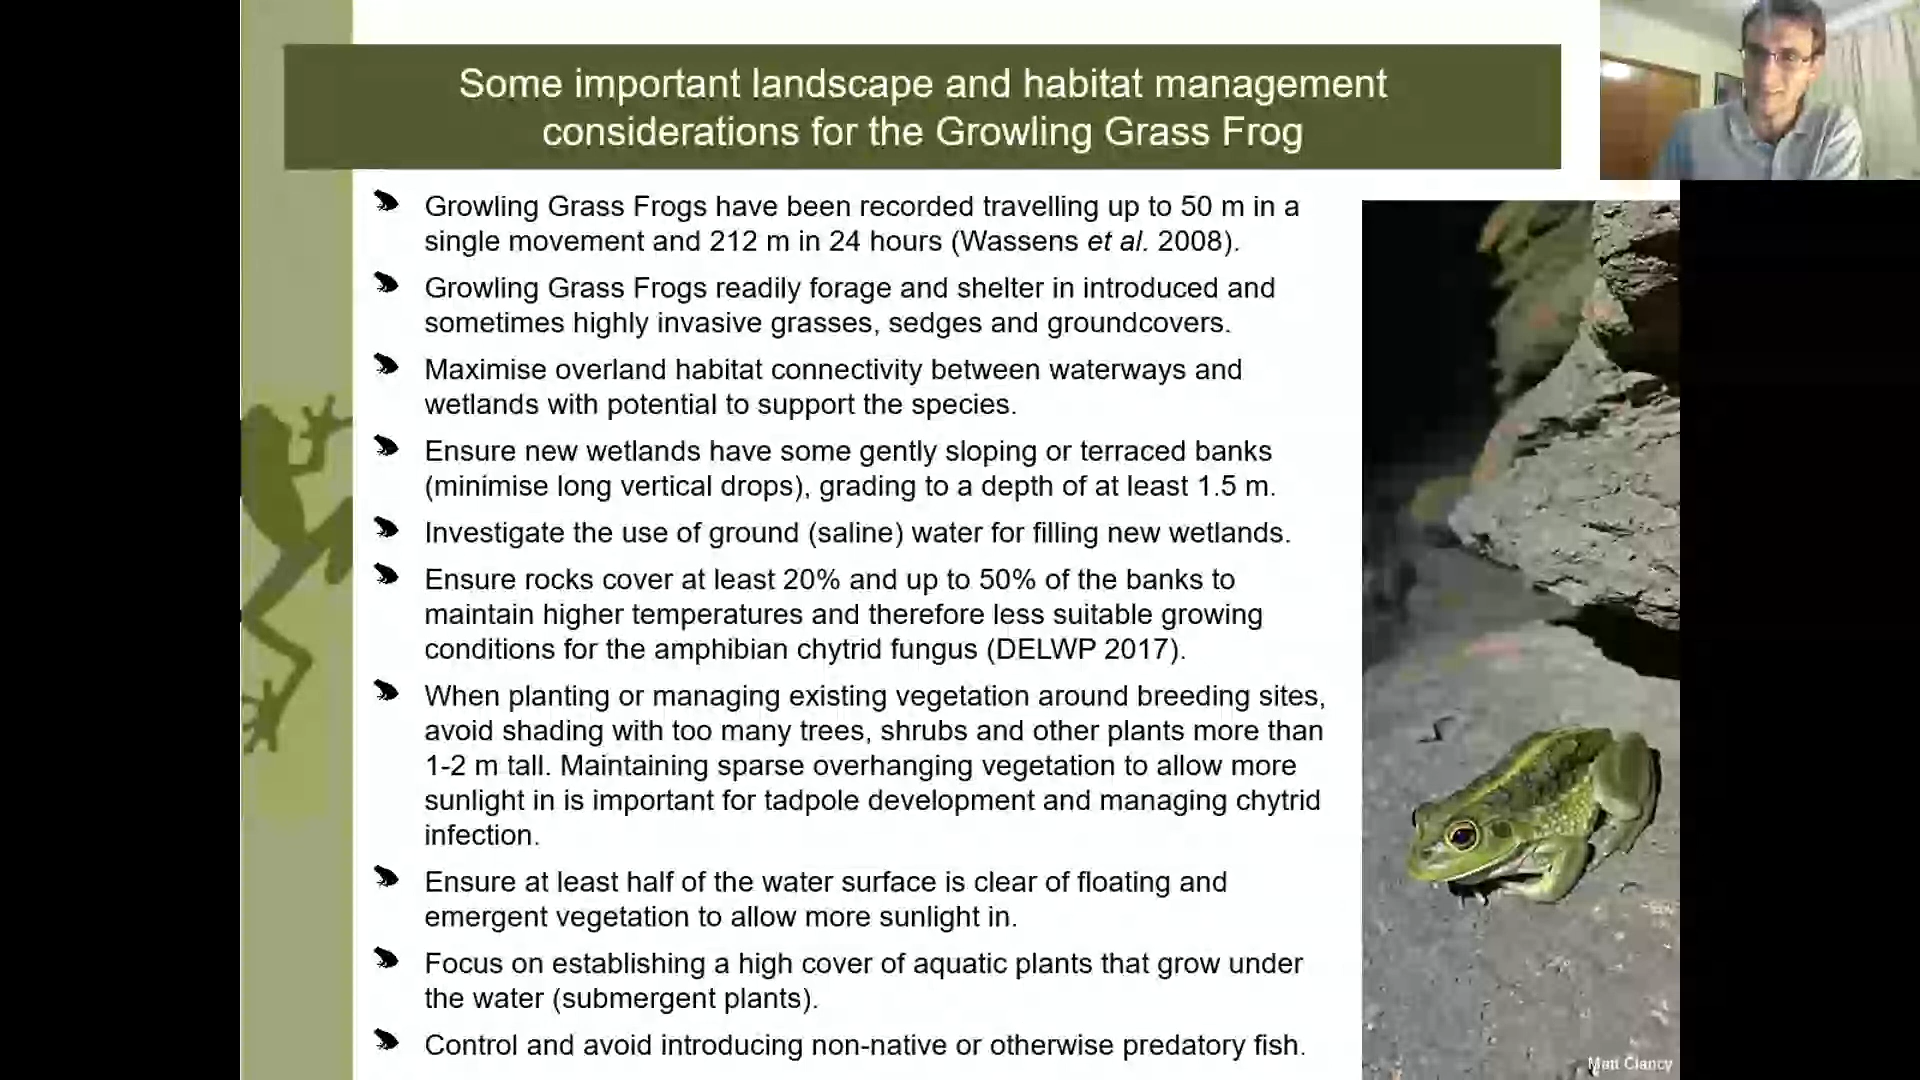 Some important landscape and habitat management
considerations for the Growling Grass Frog
Growling Grass Frogs have been recorded travelling up to 50 m in a
single movement and 212 m in 24 hours (Wassens et al. 2008).
Growling Grass Frogs readily forage and shelter in introduced and
sometimes highly invasive grasses, sedges and groundcovers.
Maximise overland habitat connectivity between waterways and
wetlands with potential to support the species.
Ensure new wetlands have some gently sloping or terraced banks
(minimise long vertical drops), grading to a depth of at least 1.5 m.
Investigate the use of ground (saline) water for filling new wetlands.
Ensure rocks cover at least 20% and up to 50% of the banks to
maintain higher temperatures and therefore less suitable growing
conditions for the amphibian chytrid fungus (DELWP 2017).
When planting or managing existing vegetation around breeding sites,
avoid shading with too many trees, shrubs and other plants more than
1-2 m tall. Maintaining sparse overhanging vegetation to allow more
sunlight in is important for tadpole development and managing chytrid
infection.
Ensure at least half of the water surface is clear of floating and
emergent vegetation to allow more sunlight in.
Focus on establishing a high cover of aquatic plants that grow under
the water (submergent plants).
Control and avoid introducing non-native or otherwise predatory fish.
Matt Clancy